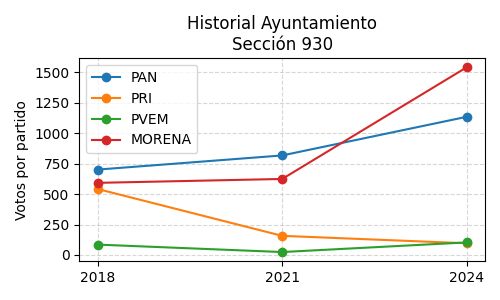 Historial Ayuntamiento
Sección 930
Votos por partido
1500
1250
1000
750
500
250
0
PAN
PRI
PVEM
MORENA
2018
2021
2024